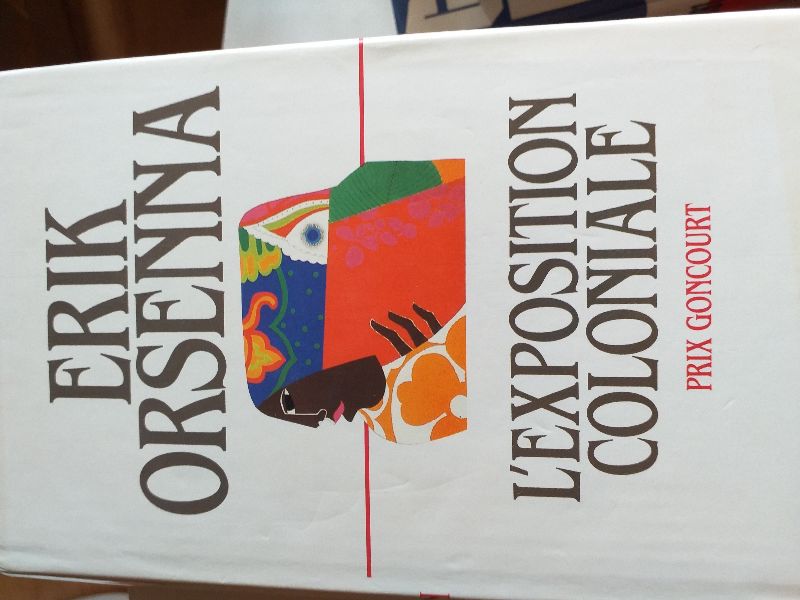 ERIK
ORSENNA
L'EXPOSITION
COLONIALE
PRIX GONCOURT